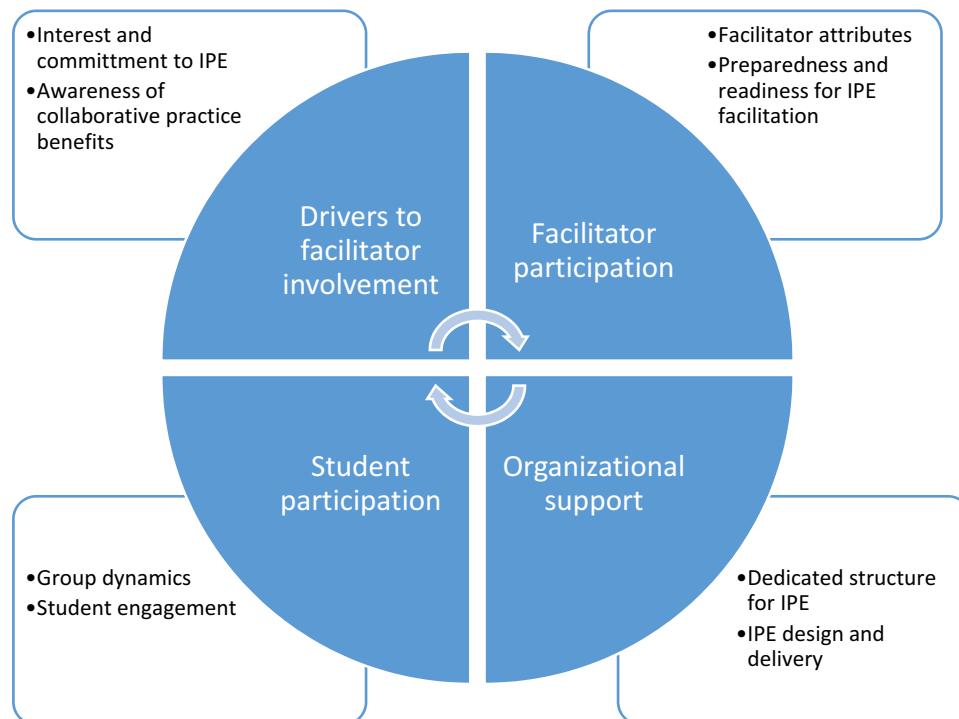 •Interest and
committment to IPE
•Awareness of
collaborative practice
benefits
•Facilitator attributes
•Preparedness and
readiness for IPE
facilitation
Drivers to
facilitator
involvement
Facilitator
participation
Student
participation
Organizational
support
•Group dynamics
•Student engagement
•Dedicated structure
for IPE
•IPE design and
delivery